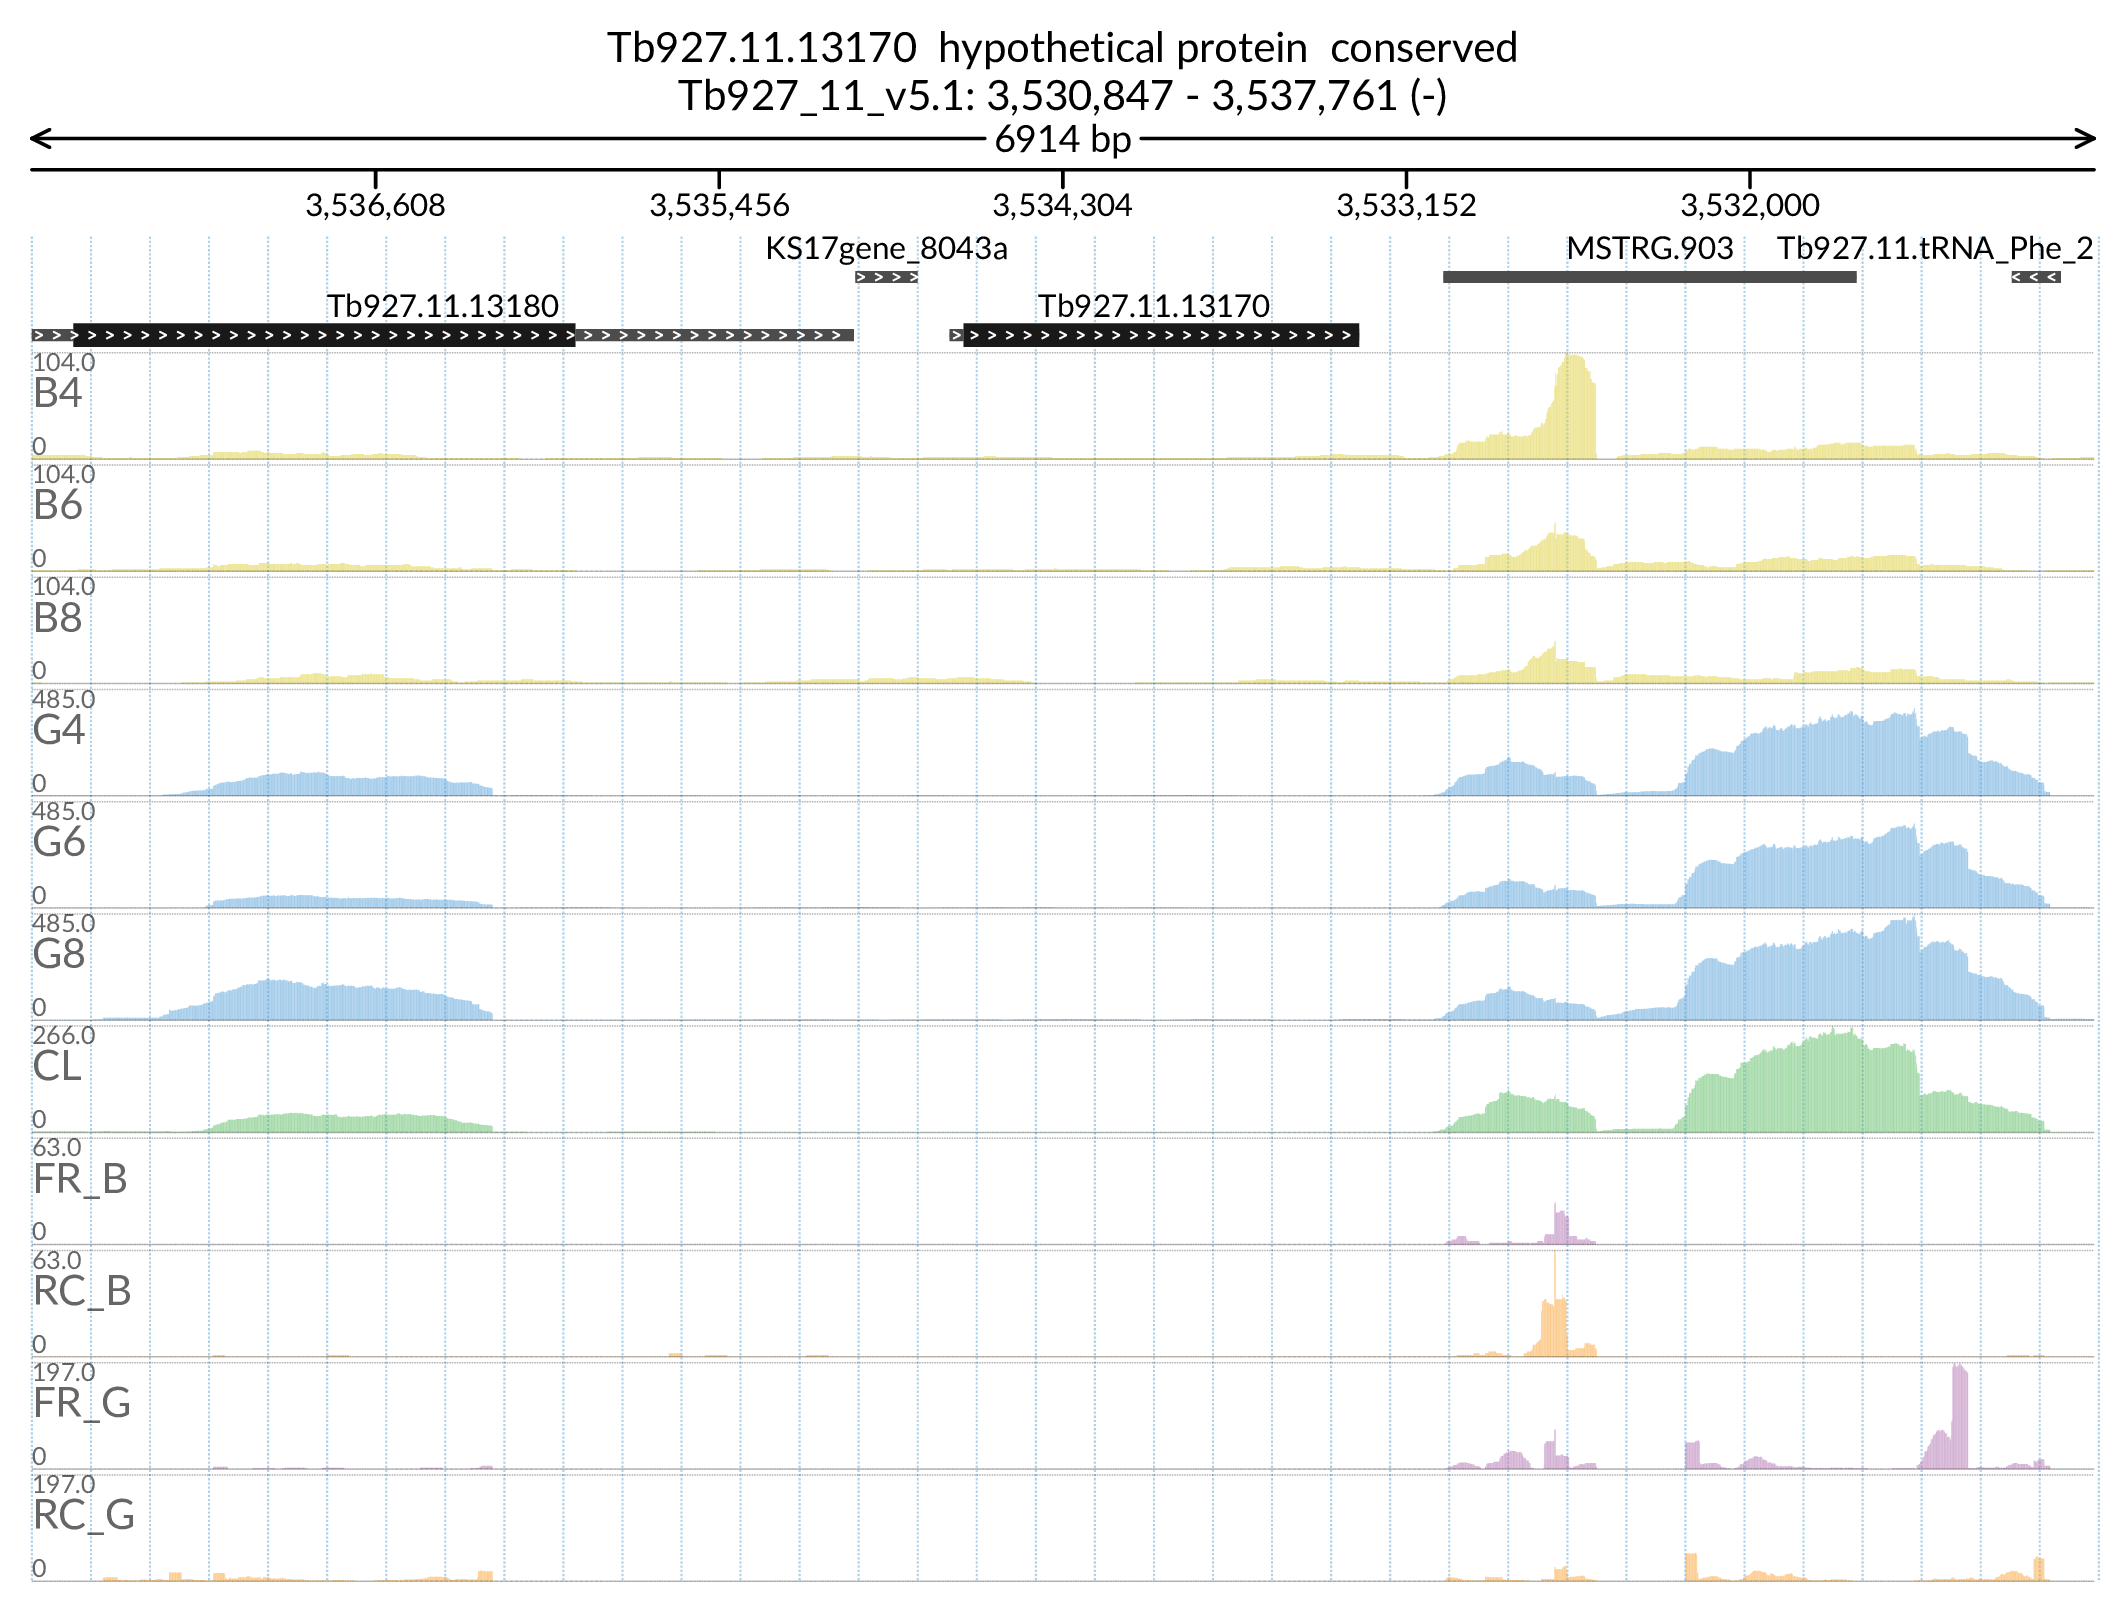 Tb927.11.13170  hypothetical protein  conserved
Tb927_11_v5.1: 3,530,847 - 3,537,761 (-)
6914 bp
3,536,608 3,535,456 3,534,304 3,533,152 3,532,000
KS17gene_8043a MSTRG.903 Tb927.11.tRNA_Phe_2
Tb927.11.13180 Tb927.11.13170
104.0
B4
0
104.0
B6
0
104.0
B8
0
485.0
G4
0
485.0
G6
0
485.0
G8
0
266.0
CL
0
63.0
FR_B
0
63.0
RC_B
0
197.0
FR_G
0
197.0
RC_G
0